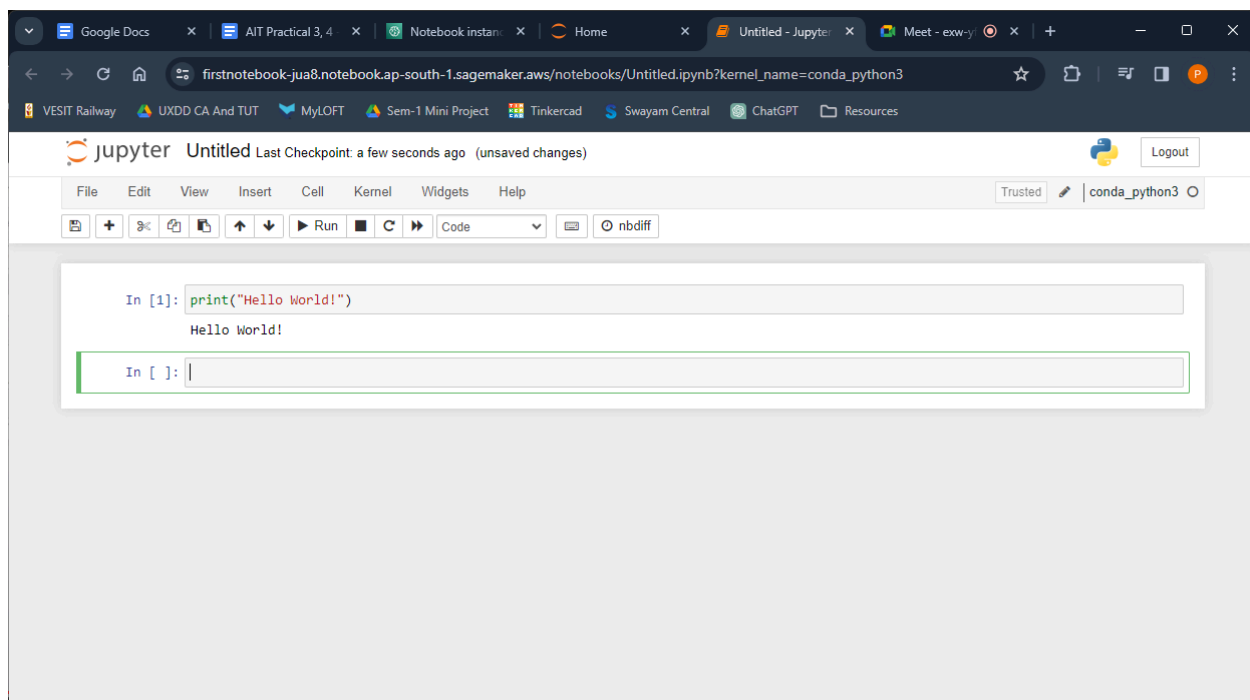 Google Docs
AIT Practical 3, 4 -
Notebook instanc
Home
Untitled - Jupyter
Meet - exw-y
firstnotebook-jua8.notebook.ap-south-1.sagemaker.aws/notebooks/Untitled.ipynb?kernel_name=conda_python3
P
VESIT Railway
UXDD CA And TUT
MyLOFT
Sem-1 Mini Project
Tinkercad
Swayam Central
ChatGPT
Resources
jupyter Untitled Last Checkpoint: a few seconds ago (unsaved changes)
Logout
File Edit View Insert Cell Kernel Widgets Help
Trusted
conda_python3
Run
Code
nbdiff
In [1]: print("Hello World!")
Hello World!
In [ ]: